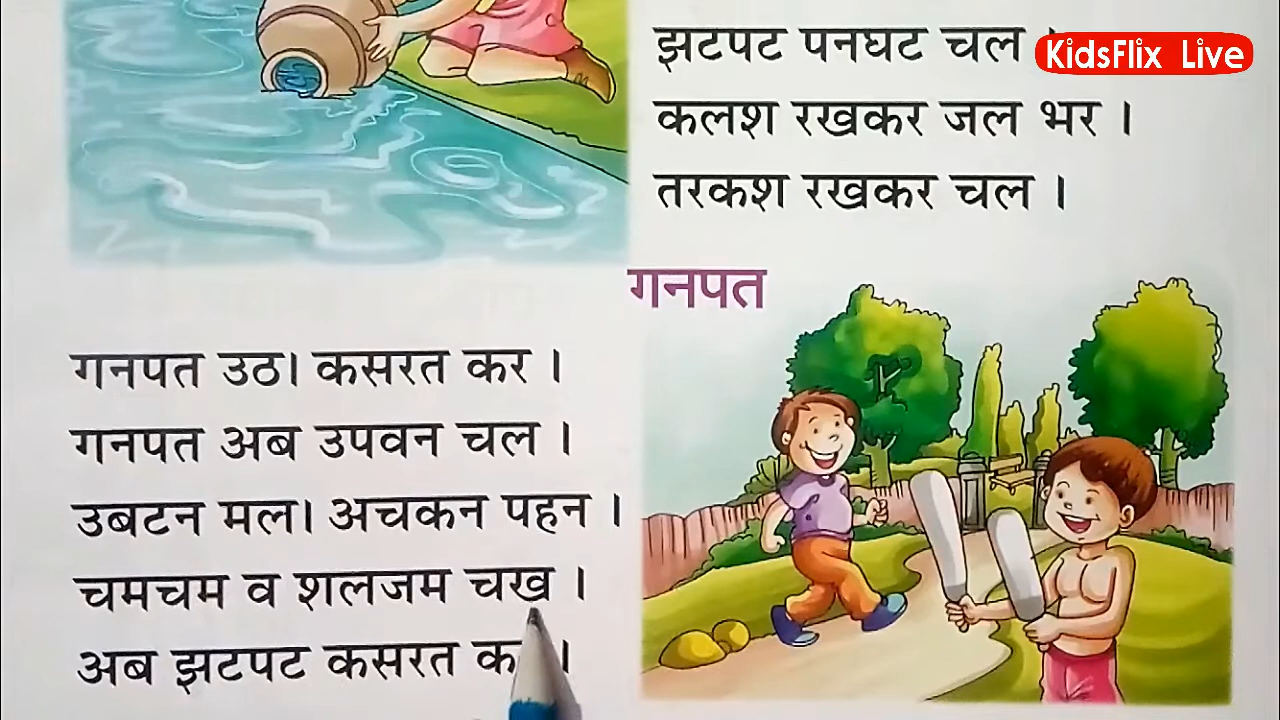 झटपट पनघट चल ।
KidsFlix Live
कलश रखकर जल भर ।
तरकश रखकर चल ।
गनपत
गनपत उठ। कसरत कर ।
गनपत अब उपवन चल ।
उबटन मल। अचकन पहन ।
चमचम व शलजम चख ।
अब झटपट कसरत ।